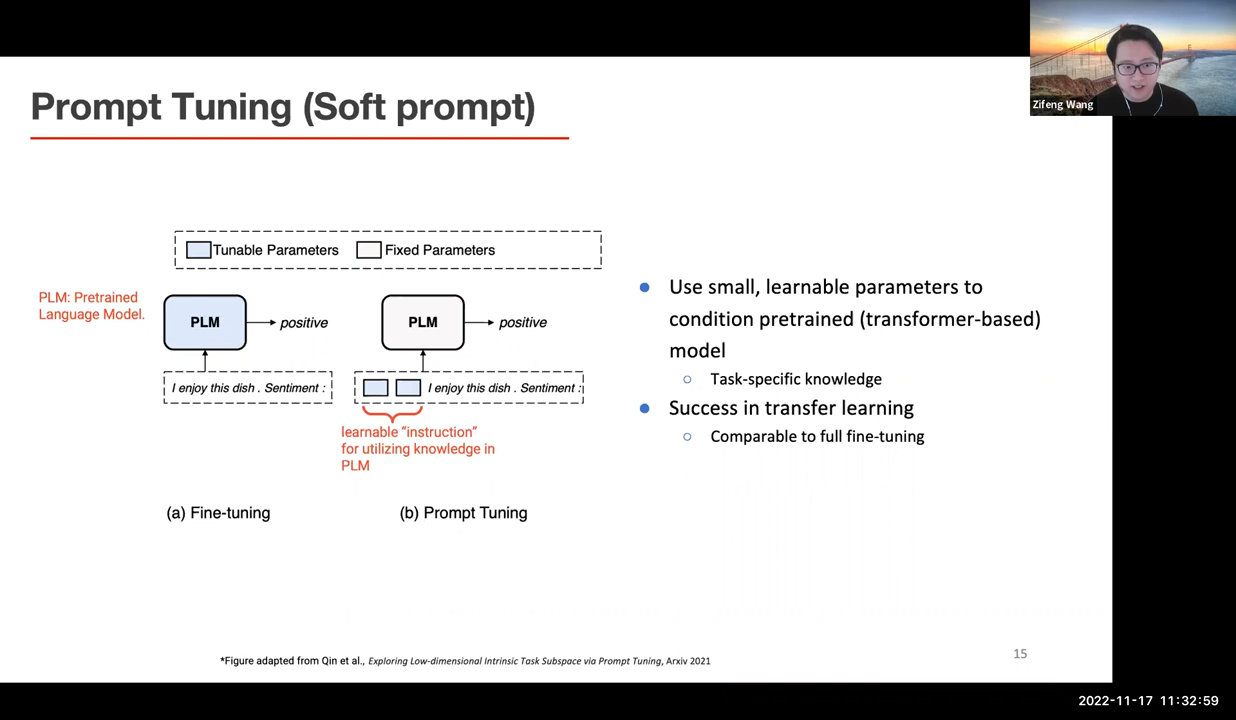 Zifeng Wang
Prompt Tuning (Soft prompt)
Tunable Parameters
Fixed Parameters
PLM: Pretrained
Language Model.
PLM
positive
PLM
positive
I enjoy this dish . Sentiment :
I enjoy this dish . Sentiment :
learnable “instruction”
for utilizing knowledge in
PLM
(a) Fine-tuning
(b) Prompt Tuning
● Use small, learnable parameters to
condition pretrained (transformer-based)
model
○ Task-specific knowledge
● Success in transfer learning
○ Comparable to full fine-tuning
*Figure adapted from Qin et al., Exploring Low-dimensional Intrinsic Task Subspace via Prompt Tuning, Arxiv 2021
15
2022-11-17 11:32:59